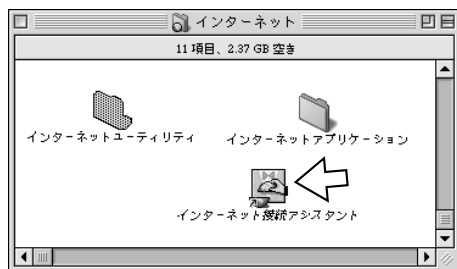 インターネット
11 項目、2.37 GB 空き
インターネットユーティリティ
インターネットアプリケーション
インターネット接続アシスタント